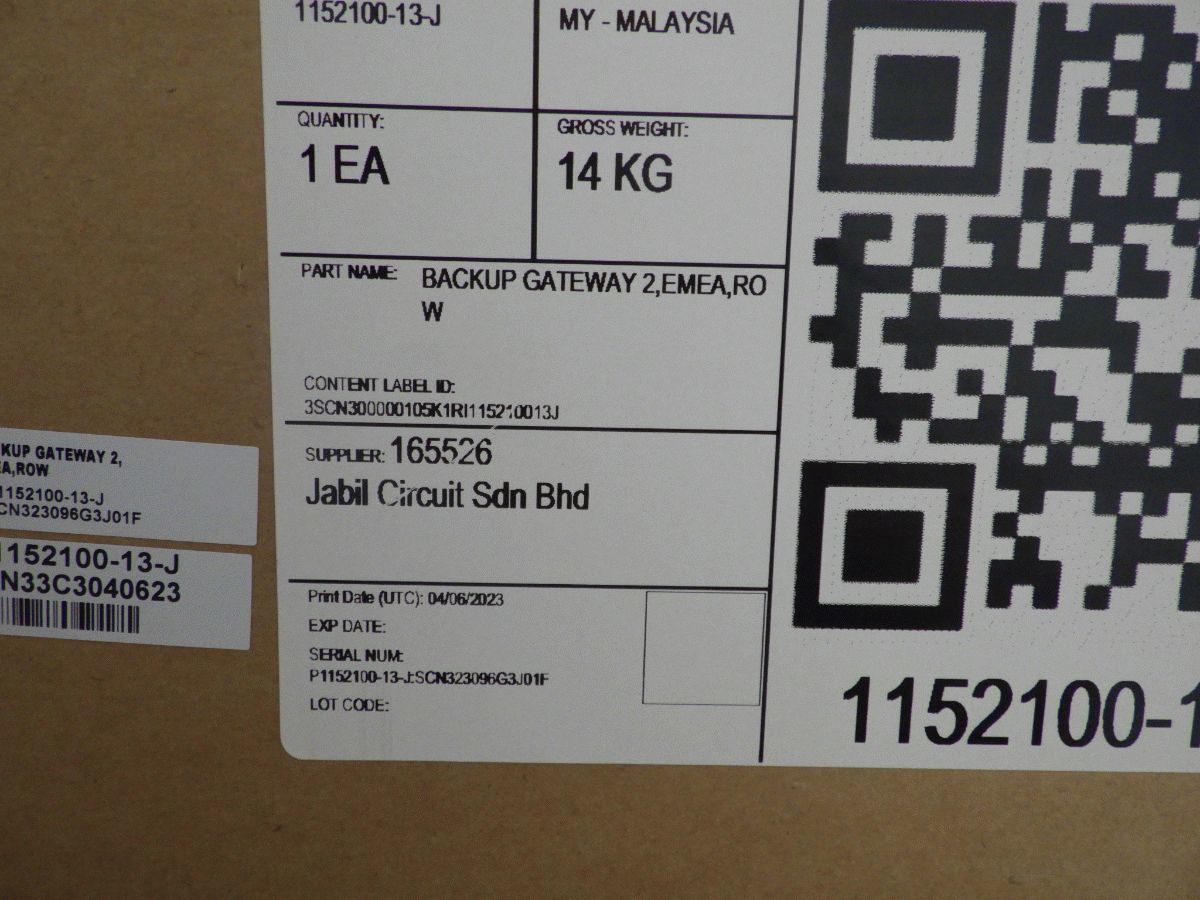 1152100-13-J
MY - MALAYSIA
QUANTITY:
1 EA
GROSS WEIGHT:
14 KG
PART NAME: BACKUP GATEWAY 2,EMEA,RO
W
CONTENT LABEL ID:
3SCN300000105K1RI115210013J
SUPPLIER: 165526
Jabil Circuit Sdn Bhd
Print Date (UTC): 04/06/2023
EXP DATE:
SERIAL NUM:
P1152100-13-J:SCN323096G3J01F
LOT CODE:
1152100-1
KUP GATEWAY 2,
EA,ROW
1152100-13-J
CN323096G3J01F
1152100-13-J
N33C3040623